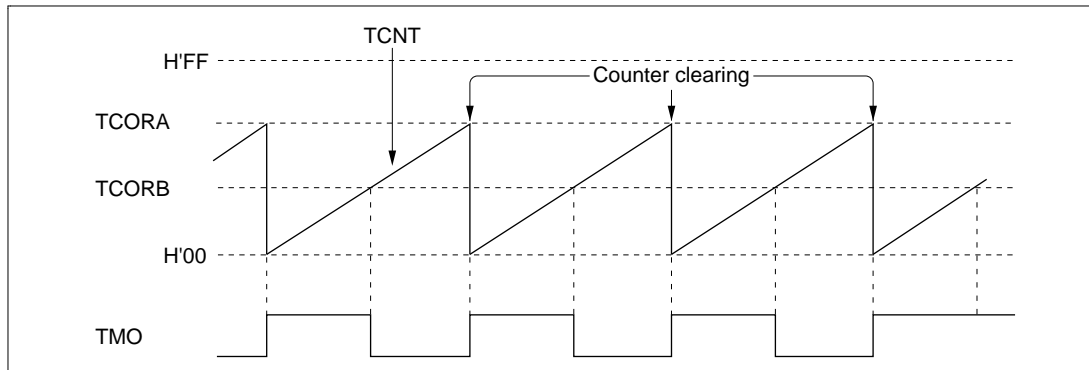 TCNT
H'FF
Counter clearing
TCORA
TCORB
H'00
TMO